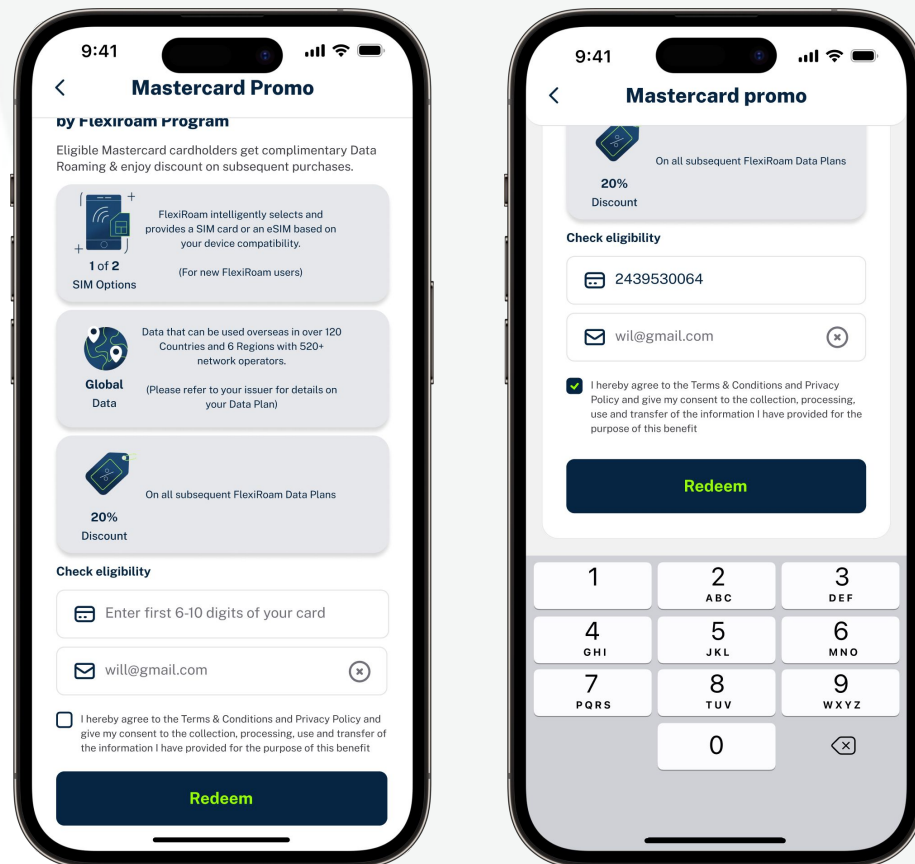 9:41
Mastercard Promo
by Flexiroam Program
Eligible Mastercard cardholders get complimentary Data
Roaming & enjoy discount on subsequent purchases.
1 of 2
SIM Options
FlexiRoam intelligently selects and
provides a SIM card or an eSIM based on
your device compatibility.
(For new FlexiRoam users)
Global
Data
Data that can be used overseas in over 120
Countries and 6 Regions with 520+
network operators.
(Please refer to your issuer for details on
your Data Plan)
20%
Discount
On all subsequent FlexiRoam Data Plans
Check eligibility
Enter first 6-10 digits of your card
will@gmail.com
I hereby agree to the Terms & Conditions and Privacy Policy and
give my consent to the collection, processing, use and transfer of
the information I have provided for the purpose of this benefit
Redeem
9:41
Mastercard promo
20%
Discount
On all subsequent FlexiRoam Data Plans
Check eligibility
2439530064
wil@gmail.com
I hereby agree to the Terms & Conditions and Privacy
Policy and give my consent to the collection, processing,
use and transfer of the information I have provided for the
purpose of this benefit
Redeem
1
2
ABC
3
DEF
4
GHI
5
JKL
6
MNO
7
PQRS
8
TUV
9
WXYZ
0